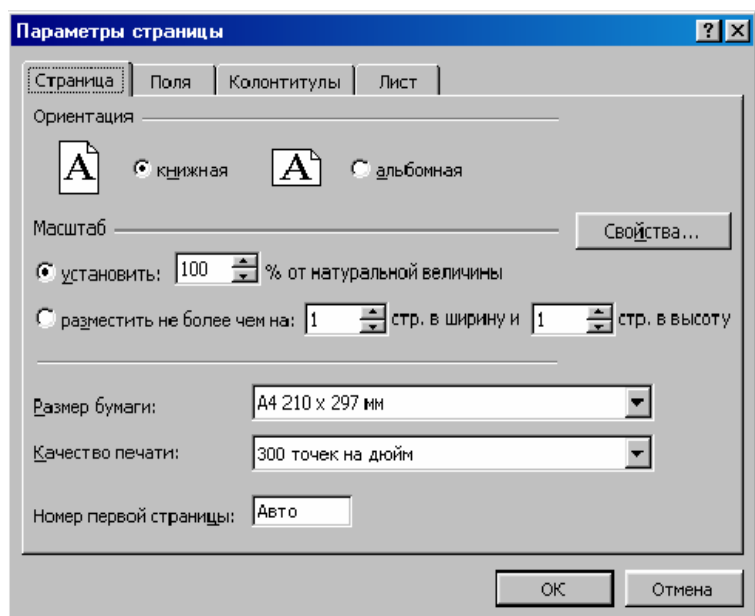 Параметры страницы
Страница Поля Колонтитулы Лист
Ориентация
A книжная A альбомная
Масштаб Свойства...
установить: 100 % от натуральной величины
разместить не более чем на: 1 стр. в ширину и 1 стр. в высоту
Размер бумаги: A4 210 x 297 мм
Качество печати: 300 точек на дюйм
Номер первой страницы: Авто
ОК Отмена